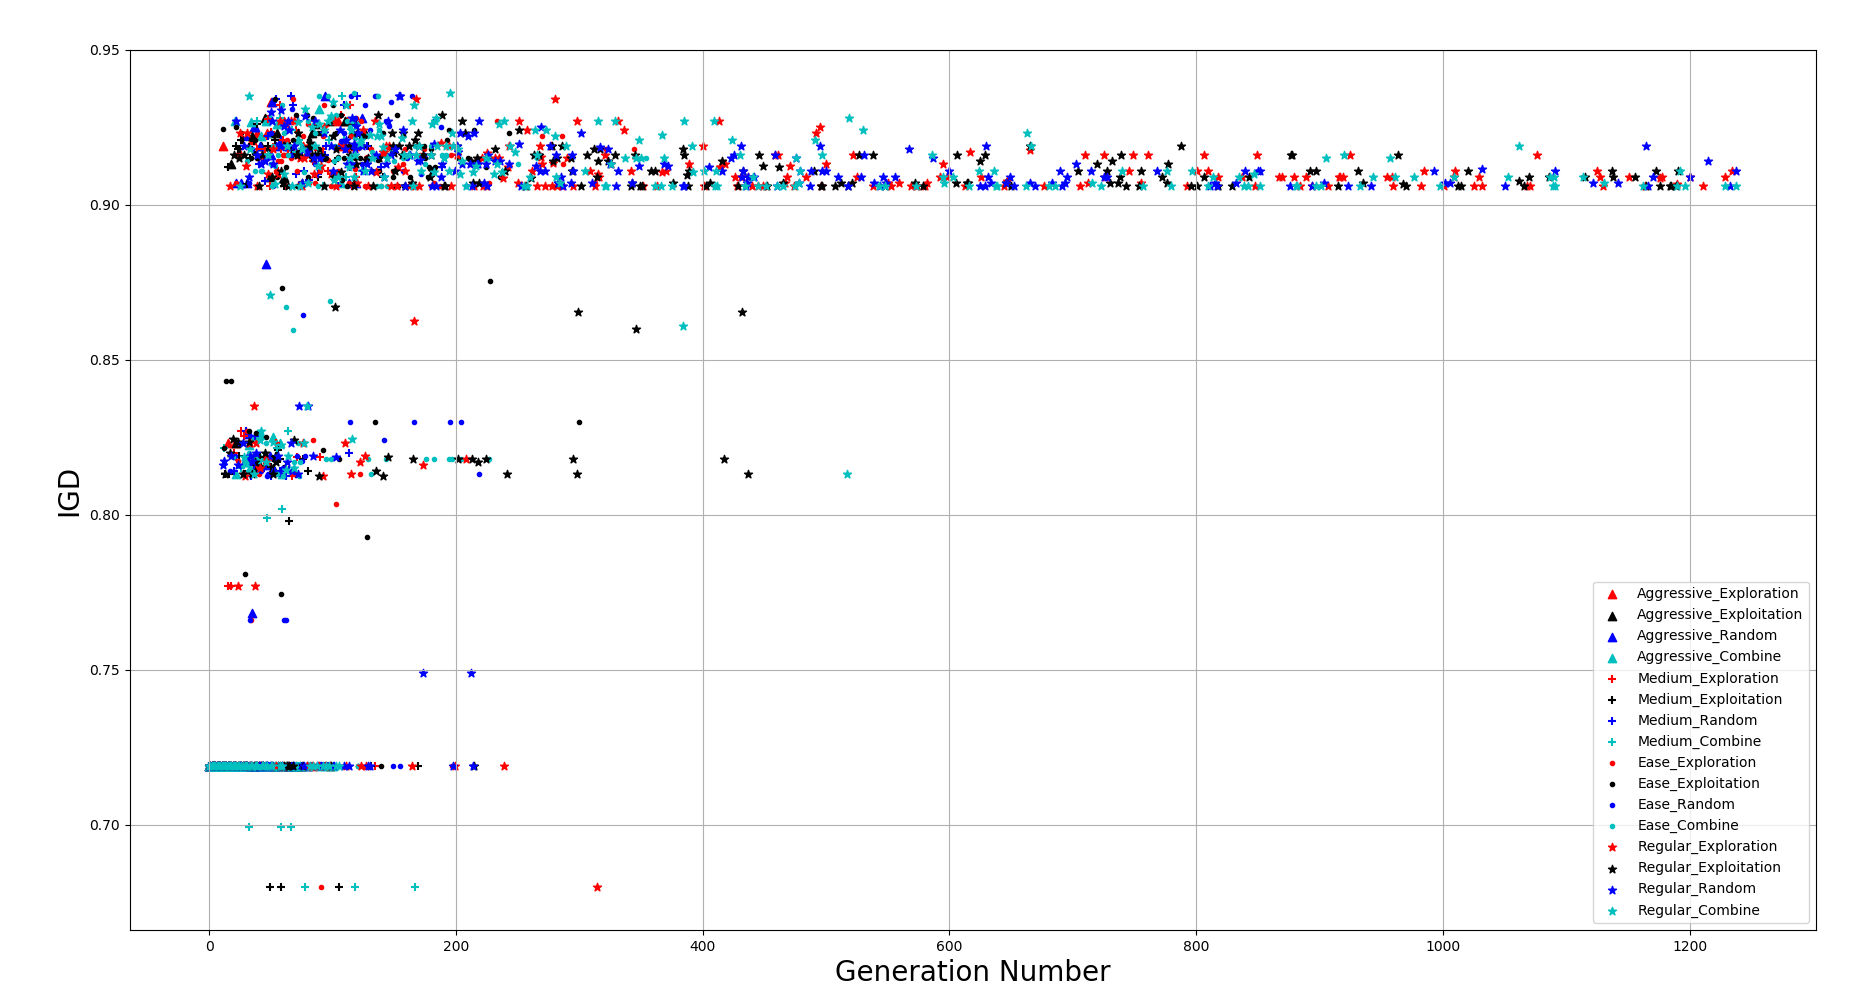 0.95
0.90
0.85
0.80
0.75
0.70
IGD
0
200
400
600
800
1000
1200
Generation Number
Aggressive_Exploration
Aggressive_Exploitation
Aggressive_Random
Aggressive_Combine
Medium_Exploration
Medium_Exploitation
Medium_Random
Medium_Combine
Ease_Exploration
Ease_Exploitation
Ease_Random
Ease_Combine
Regular_Exploration
Regular_Exploitation
Regular_Random
Regular_Combine